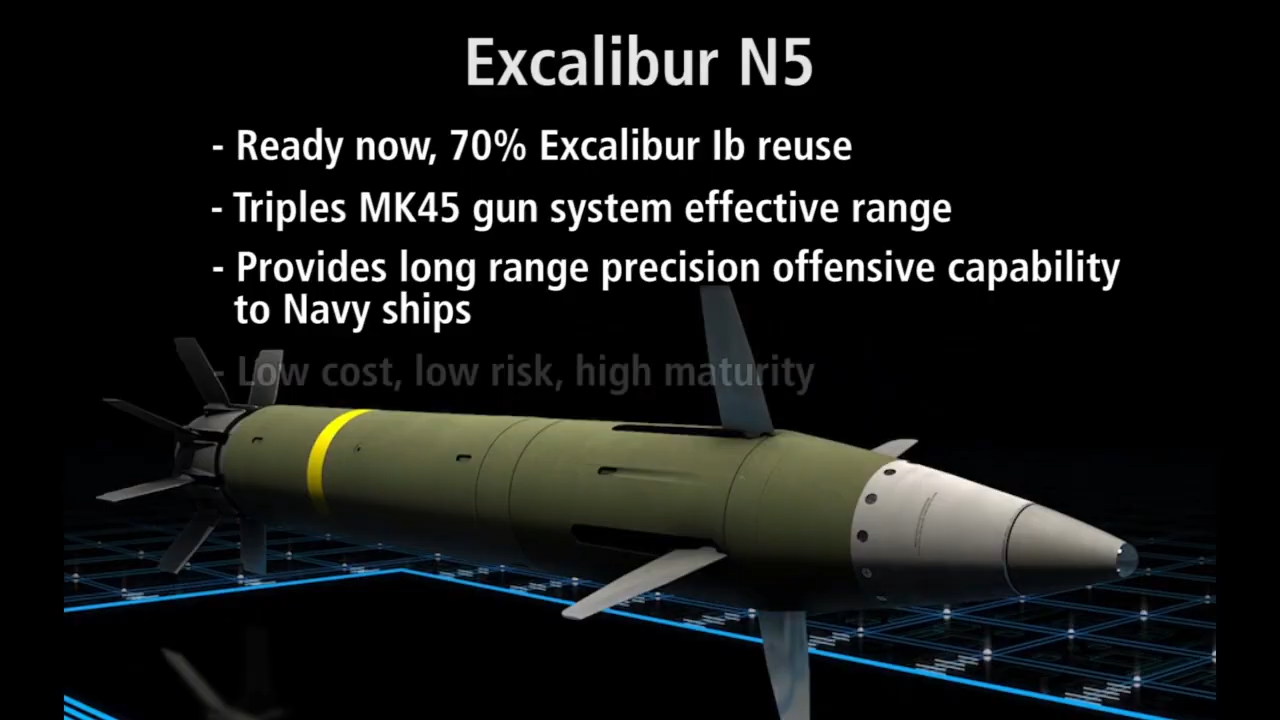 Excalibur N5
- Ready now, 70% Excalibur Ib reuse
- Triples MK45 gun system effective range
- Provides long range precision offensive capability
to Navy ships
- Low cost, low risk, high maturity